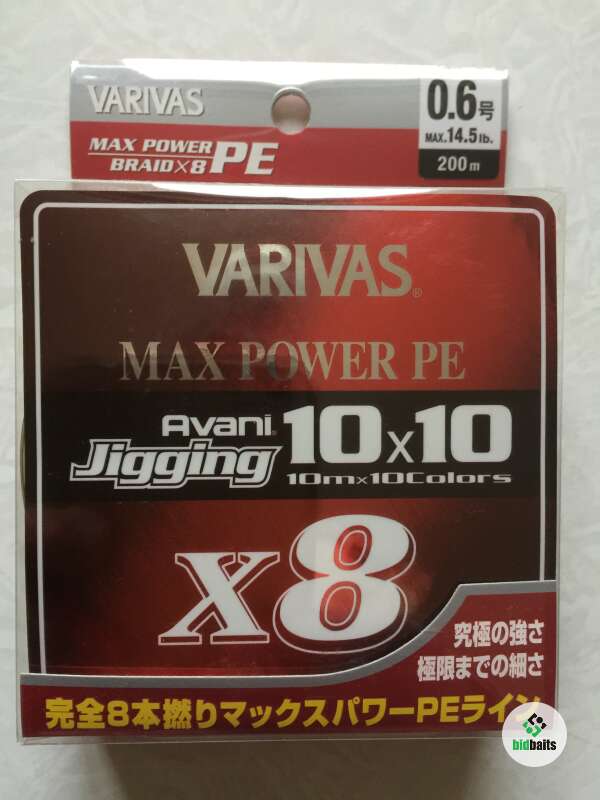 VARIVAS
MAX POWER
BRAID×8 PE
0.6号
MAX.14.5lb.
200m
VARIVAS®
MAX POWER PE
Avani®
Jigging 10x10
10m×10Colors
x8
究極の強さ
極限までの細さ
完全8本撚りマックスパワーPEライン
bidbaits